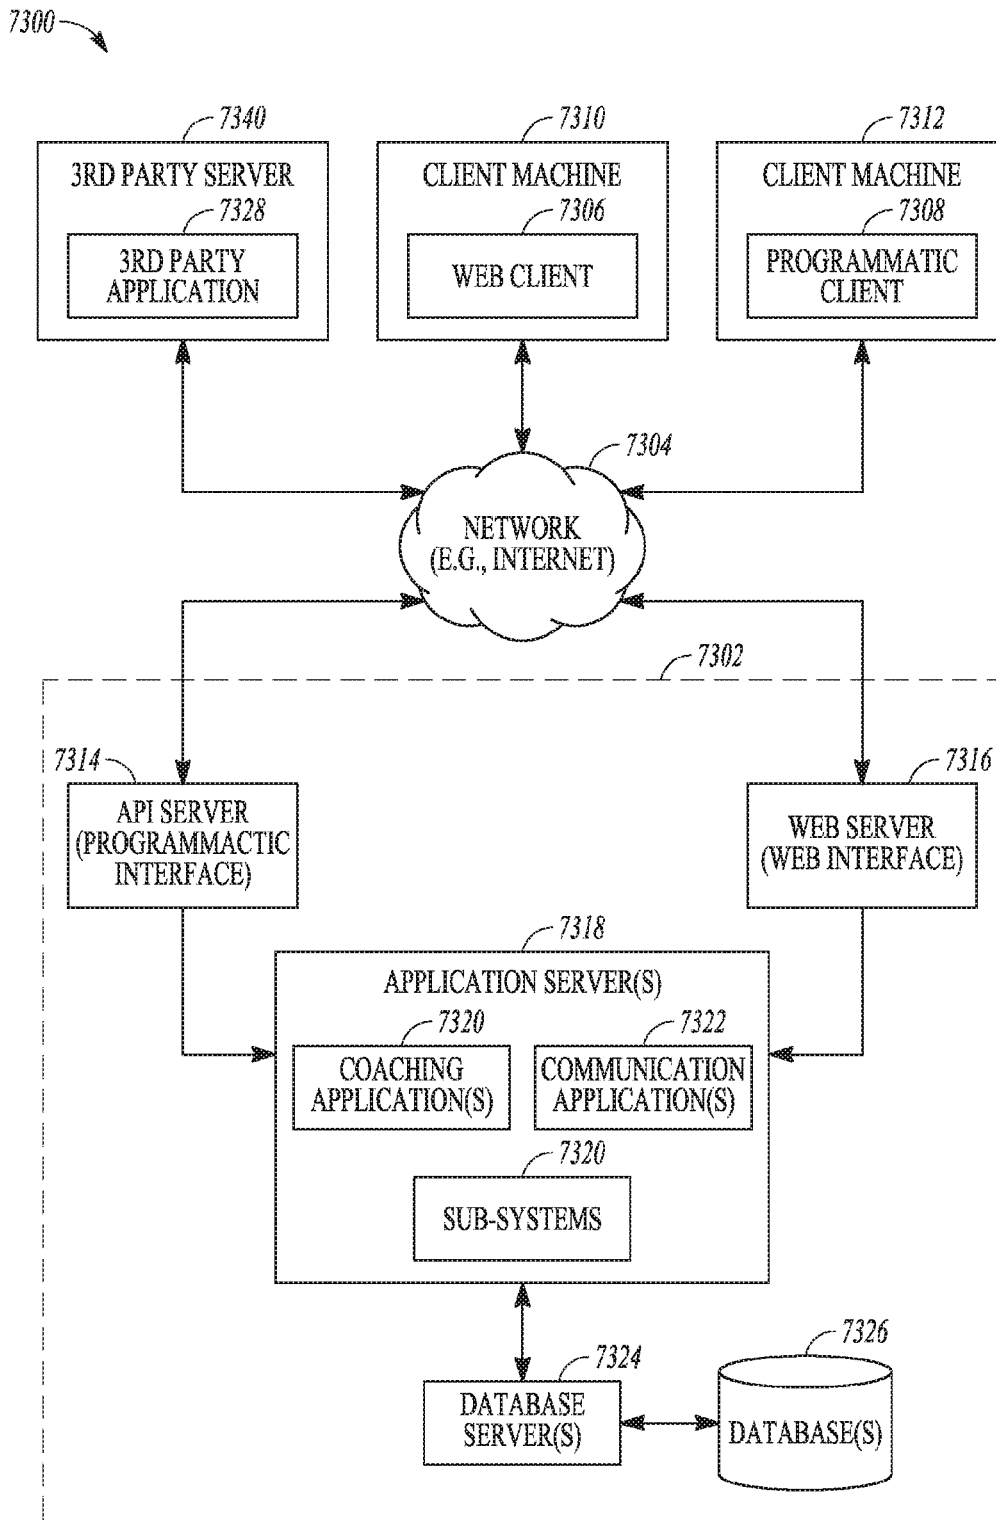 7300
7340
7310
7312
3RD PARTY SERVER
CLIENT MACHINE
CLIENT MACHINE
7328
7306
7308
3RD PARTY
APPLICATION
WEB CLIENT
PROGRAMMATIC
CLIENT
7304
NETWORK
(E.G., INTERNET)
7302
7314
7316
API SERVER
(PROGRAMMACTIC
INTERFACE)
WEB SERVER
(WEB INTERFACE)
7318
APPLICATION SERVER(S)
7320
7322
COACHING
APPLICATION(S)
COMMUNICATION
APPLICATION(S)
7320
SUB-SYSTEMS
7324
7326
DATABASE
SERVER(S)
DATABASE(S)